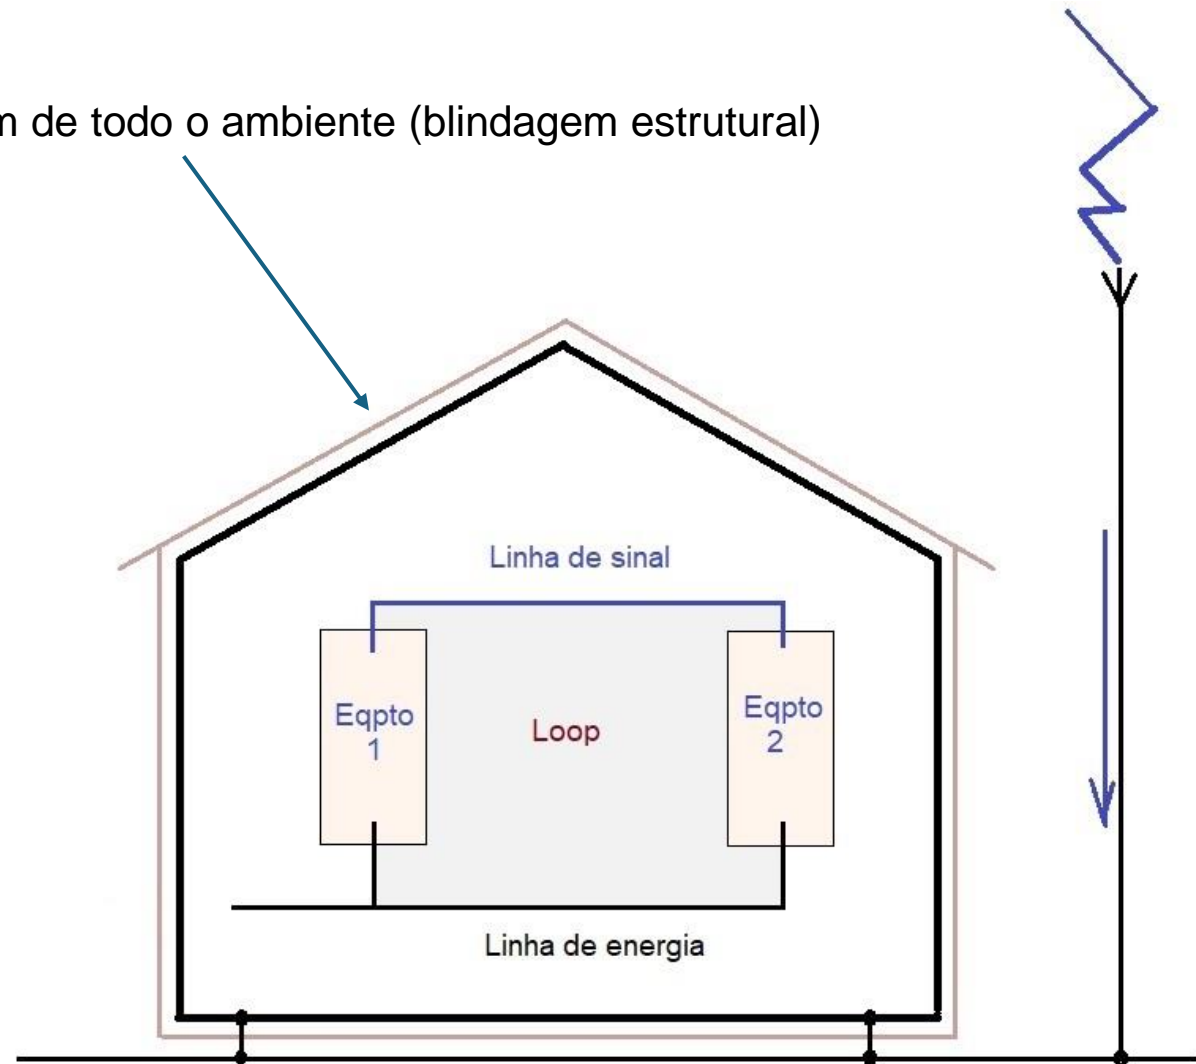 de todo o ambiente (blindagem estrutural)
Linha de sinal
Eqpto
1
Loop
Eqpto
2
Linha de energia